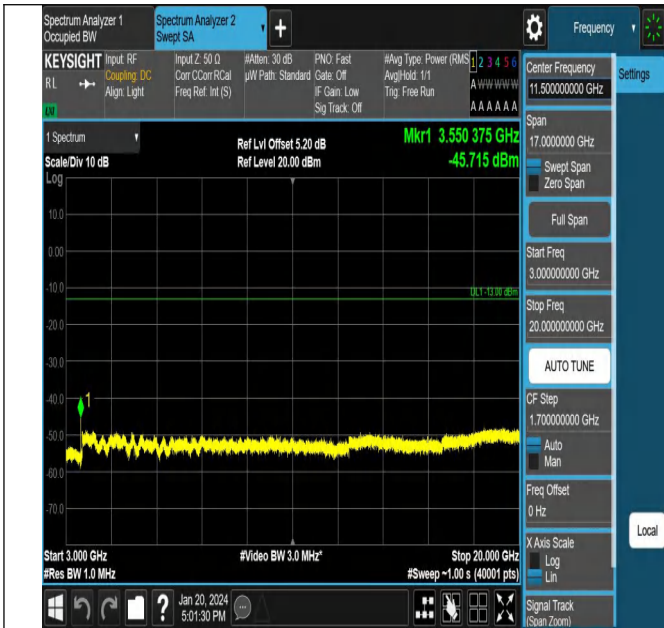 Spectrum Analyzer 1
Occupied BW
Spectrum Analyzer 2
Swept SA
Frequency
KEYSIGHT
RL
LXI
Input: RF
Coupling: DC
Align: Light
Input Z: 50 Ω
Corr CCorr RCal
Freq Ref: Int (S)
#Atten: 30 dB
µW Path: Standard
PNO: Fast
Gate: Off
IF Gain: Low
Sig Track: Off
#Avg Type: Power (RMS
Avg|Hold: 1/1
Trig: Free Run
1 2 3 4 5 6
A W W W W W
A A A A A A
1 Spectrum
Scale/Div 10 dB
Log
Ref Lvl Offset 5.20 dB
Ref Level 20.00 dBm
Mkr1 3.550 375 GHz
-45.715 dBm
10.0
0.00
-10.0
DL1 -13.00 dBm
-20.0
-30.0
-40.0
1
-50.0
-60.0
-70.0
Start 3.000 GHz
#Res BW 1.0 MHz
#Video BW 3.0 MHz*
Stop 20.000 GHz
#Sweep ~1.00 s (40001 pts)
Jan 20, 2024
5:01:30 PM
Center Frequency
11.500000000 GHz
Settings
Span
17.0000000 GHz
Swept Span
Zero Span
Full Span
Start Freq
3.000000000 GHz
Stop Freq
20.000000000 GHz
AUTO TUNE
CF Step
1.700000000 GHz
Auto
Man
Freq Offset
0 Hz
Local
X Axis Scale
Log
Lin
Signal Track
(Span Zoom)